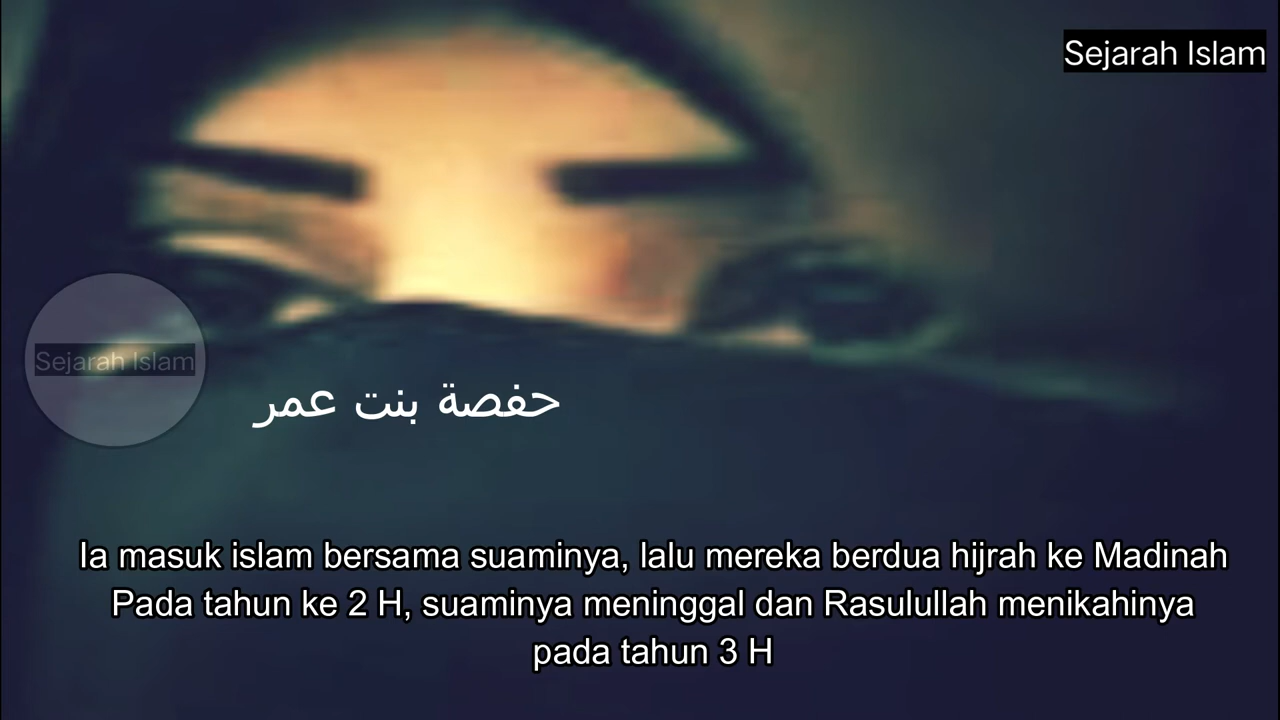 Sejarah Islam
Sejarah Islam
حفصة بنت عمر
Ia masuk islam bersama suaminya, lalu mereka berdua hijrah ke Madinah
Pada tahun ke 2 H, suaminya meninggal dan Rasulullah menikahinya
pada tahun 3 H